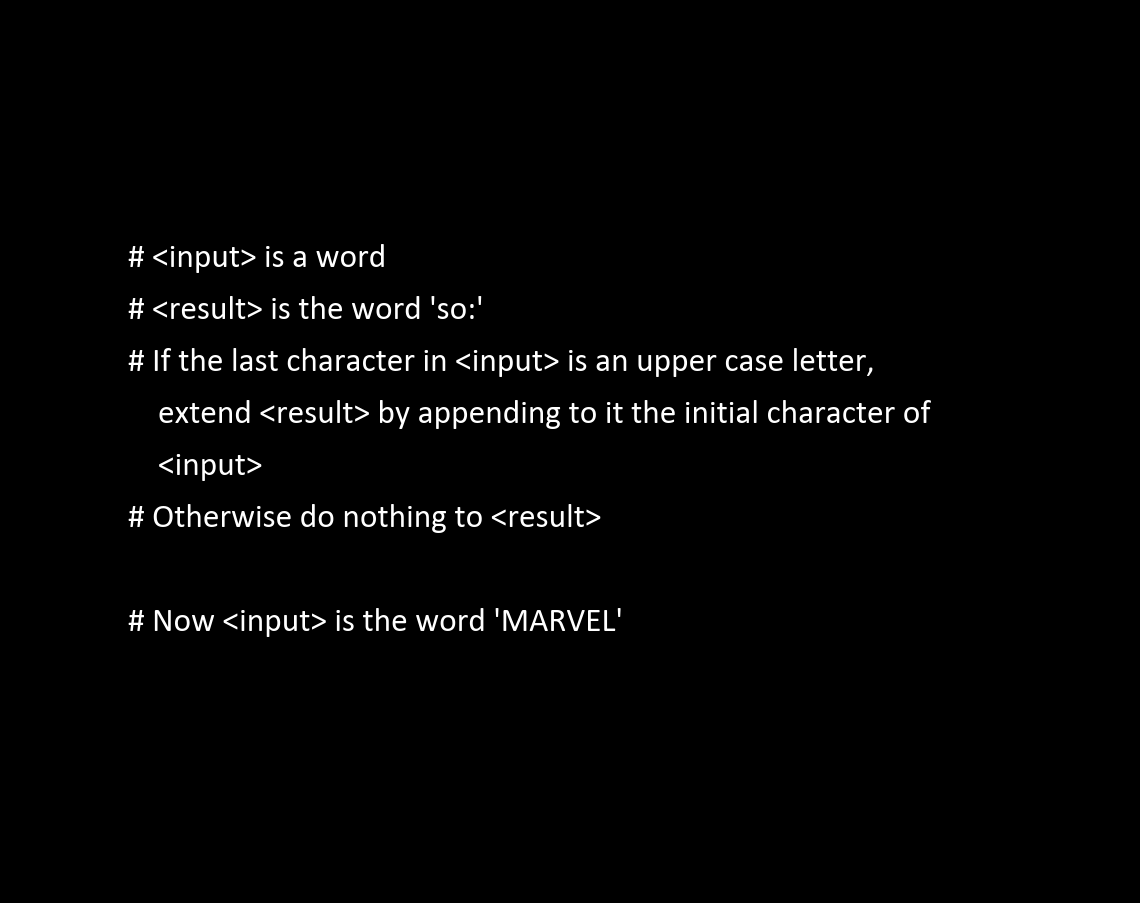 # <input> is a word
# <result> is the word 'so:'
# If the last character in <input> is an upper case letter,
extend <result> by appending to it the initial character of
<input>
# Otherwise do nothing to <result>
# Now <input> is the word 'MARVEL'